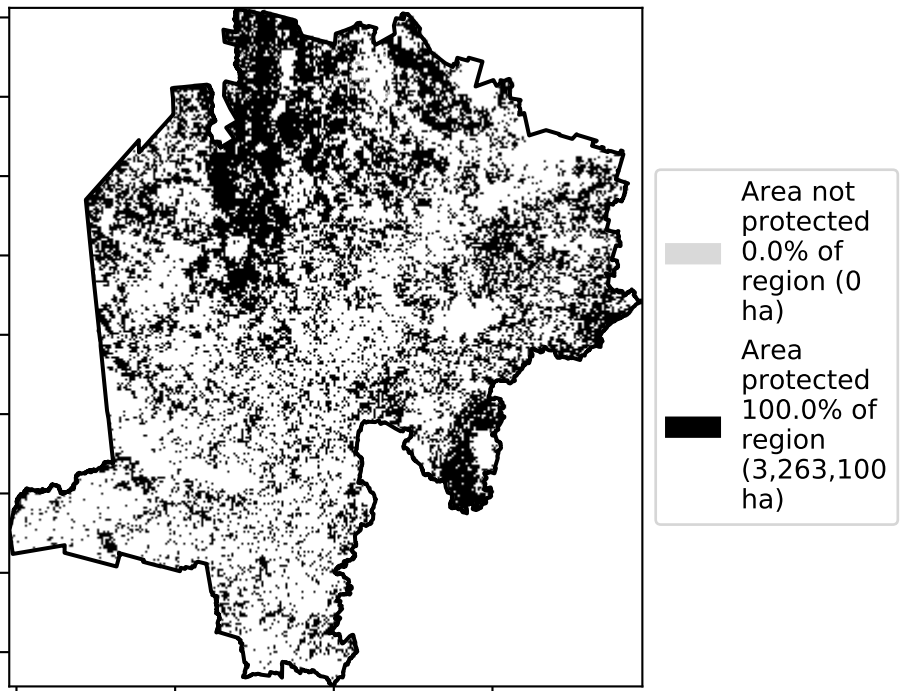 Area not
protected
0.0% of
region (0
ha)
Area
protected
100.0% of
region
(3,263,100
ha)